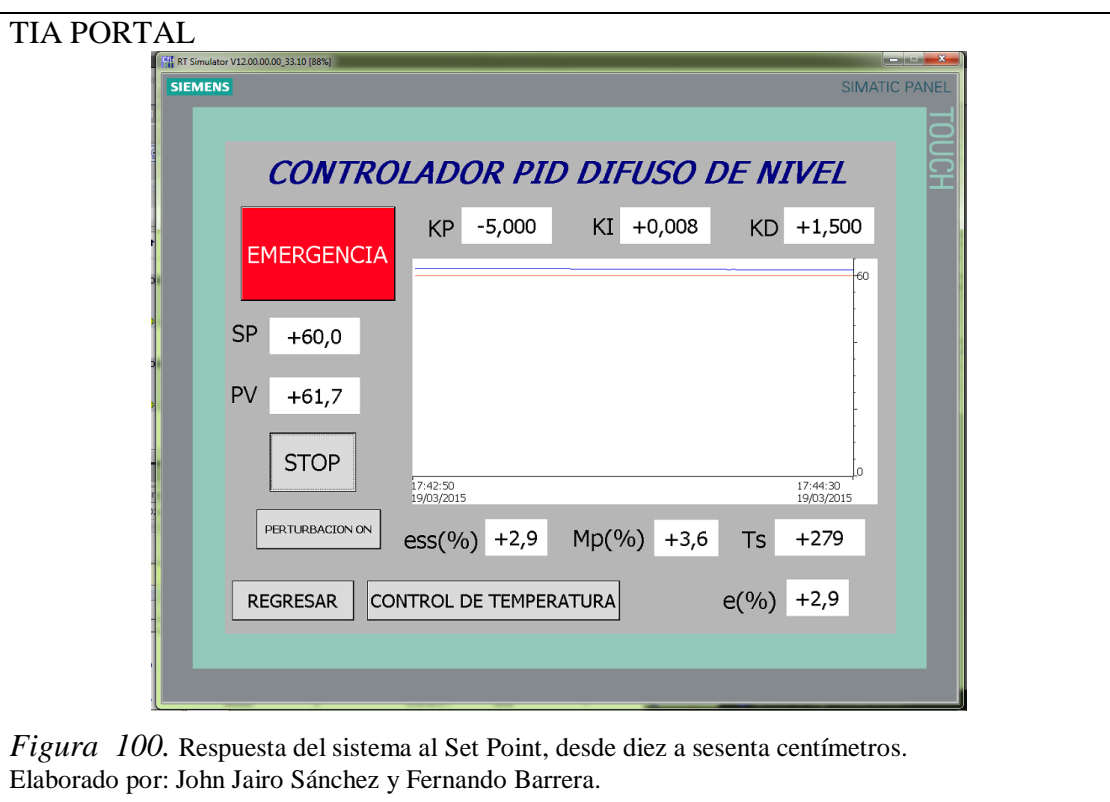 TIA PORTAL
RT Simulator V12.00.00.00_33.10 [88%]
SIEMENS
SIMATIC PANEL
TOUCH
CONTROLADOR PID DIFUSO DE NIVEL
EMERGENCIA
KP -5,000 KI +0,008 KD +1,500
60
SP +60,0
PV +61,7
STOP
0
17:42:50 17:44:30
19/03/2015 19/03/2015
PERTURBACION ON
ess(%) +2,9 Mp(%) +3,6 Ts +279
REGRESAR CONTROL DE TEMPERATURA e(%) +2,9
Figura 100. Respuesta del sistema al Set Point, desde diez a sesenta centímetros.
Elaborado por: John Jairo Sánchez y Fernando Barrera.